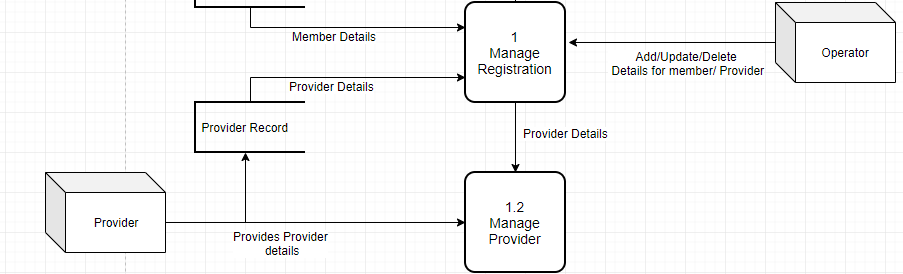 Member Details
1
Manage
Registration
Add/Update/Delete
Details for member/ Provider
Operator
Provider Details
Provider Record
Provider Details
Provider
Provides Provider
details
1.2
Manage
Provider